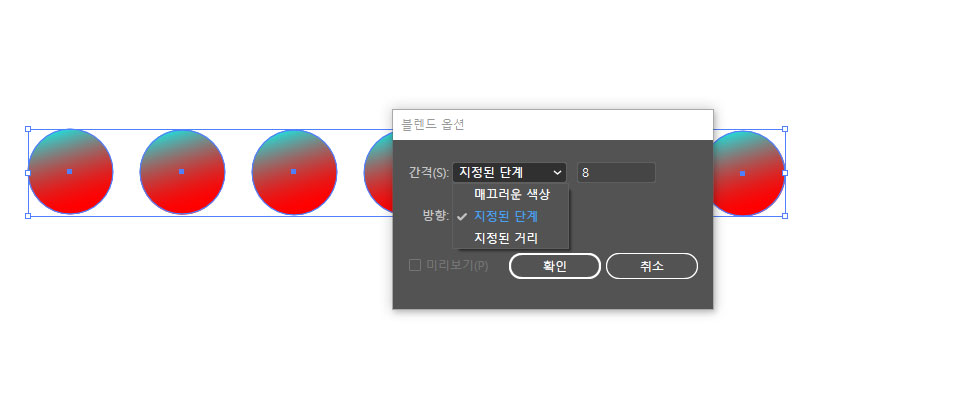 블렌드 옵션
간격(S): 지정된 단계 8
매끄러운 색상
방향: 지정된 단계
지정된 거리
미리보기(P) 확인 취소